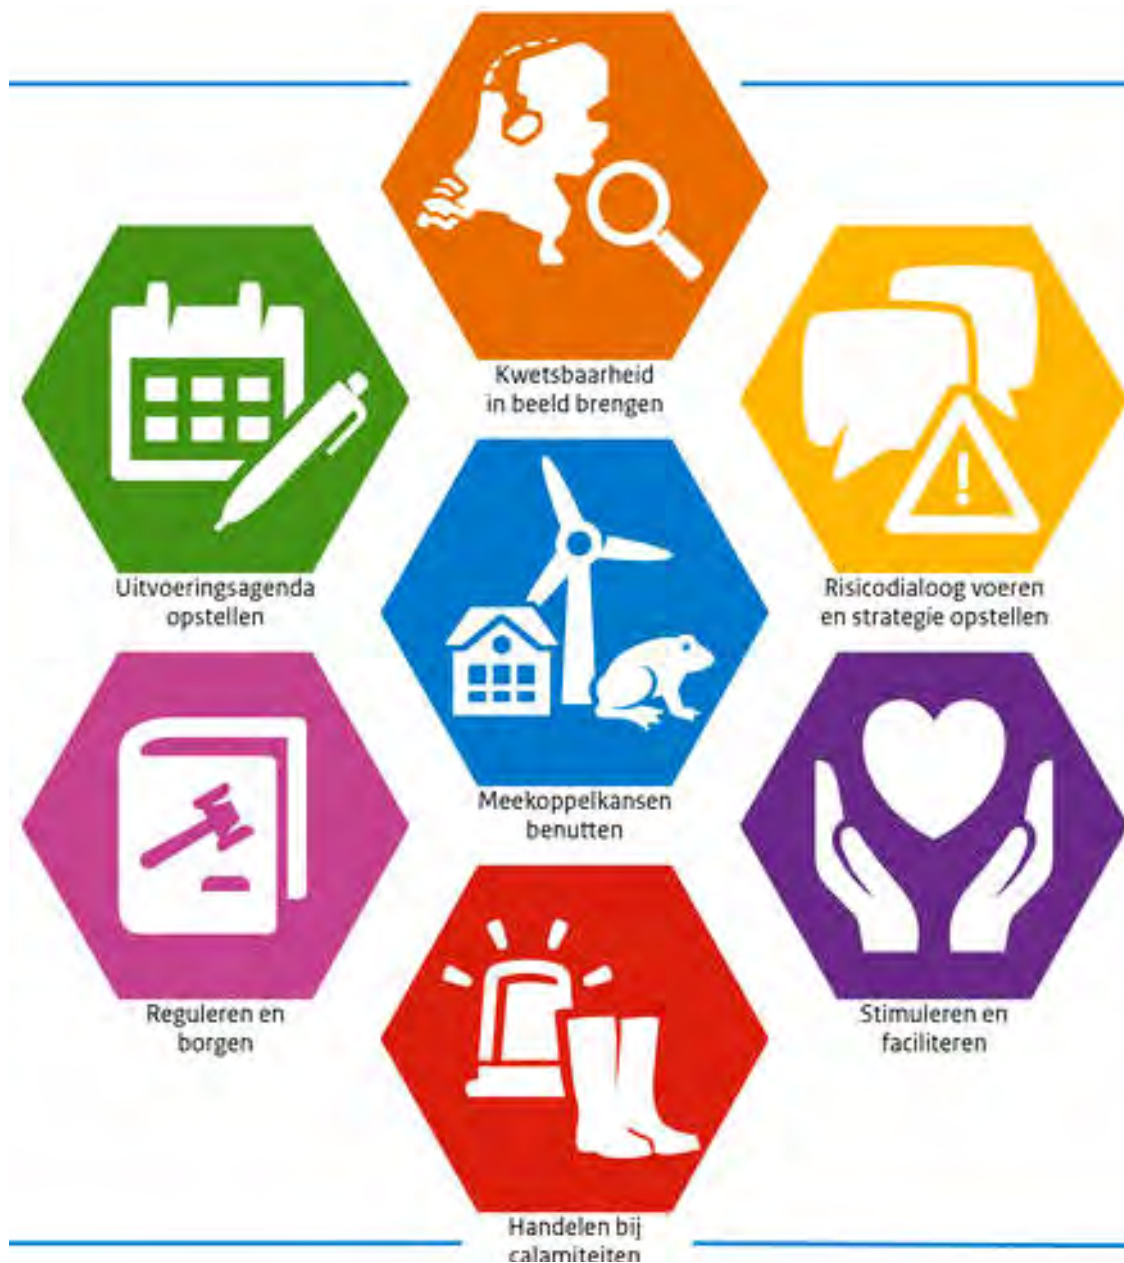 Kwetsbaarheid
in beeld brengen
Uitvoeringsagenda
opstellen
Risicodialoog voeren
en strategie opstellen
Meekoppelkansen
benutten
Reguleren en
borgen
Stimuleren en
faciliteren
Handelen bij
calamiteiten